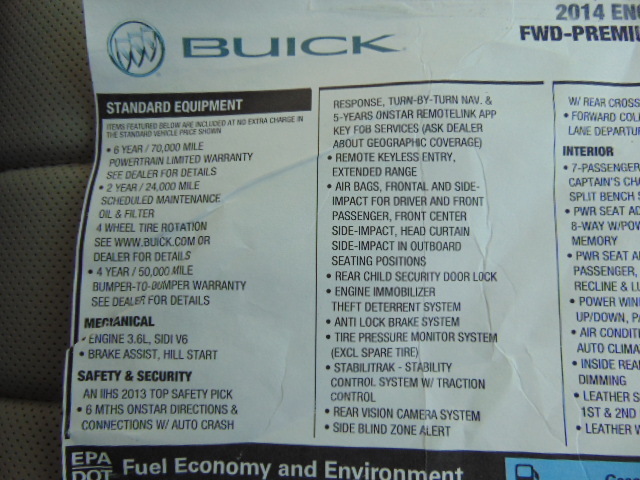 BUICK
2014 EN
FWD-PREMI
STANDARD EQUIPMENT
ITEMS FEATURED BELOW ARE INCLUDED AT NO EXTRA CHARGE IN
THE STANDARD VEHICLE PRICE SHOWN
• 6 YEAR / 70,000 MILE
POWERTRAIN LIMITED WARRANTY
SEE DEALER FOR DETAILS
• 2 YEAR / 24,000 MILE
SCHEDULED MAINTENANCE
OIL & FILTER
4 WHEEL TIRE ROTATION
SEE WWW.BUICK.COM OR
DEALER FOR DETAILS
• 4 YEAR / 50,000 MILE
BUMPER-TO-BUMPER WARRANTY
SEE DEALER FOR DETAILS
MECHANICAL
• ENGINE 3.6L, SIDI V6
• BRAKE ASSIST, HILL START
SAFETY & SECURITY
AN IIHS 2013 TOP SAFETY PICK
• 6 MTHS ONSTAR DIRECTIONS &
CONNECTIONS W/ AUTO CRASH
RESPONSE, TURN-BY-TURN NAV. &
5-YEARS ONSTAR REMOTELINK APP
KEY FOB SERVICES (ASK DEALER
ABOUT GEOGRAPHIC COVERAGE)
• REMOTE KEYLESS ENTRY,
EXTENDED RANGE
• AIR BAGS, FRONTAL AND SIDE-
IMPACT FOR DRIVER AND FRONT
PASSENGER, FRONT CENTER
SIDE-IMPACT, HEAD CURTAIN
SIDE-IMPACT IN OUTBOARD
SEATING POSITIONS
• REAR CHILD SECURITY DOOR LOCK
• ENGINE IMMOBILIZER
THEFT DETERRENT SYSTEM
• ANTI LOCK BRAKE SYSTEM
• TIRE PRESSURE MONITOR SYSTEM
(EXCL SPARE TIRE)
• STABILITRAK - STABILITY
CONTROL SYSTEM W/ TRACTION
CONTROL
• REAR VISION CAMERA SYSTEM
• SIDE BLIND ZONE ALERT
W/ REAR CROSS
• FORWARD COL
LANE DEPARTU
INTERIOR
• 7-PASSENGER
CAPTAIN'S CHA
SPLIT BENCH S
• PWR SEAT AD
8-WAY W/POW
MEMORY
• PWR SEAT A
PASSENGER,
RECLINE & LU
• POWER WIN
UP/DOWN, PA
• AIR CONDITI
AUTO CLIMA
• INSIDE REA
DIMMING
• LEATHER S
1ST & 2ND
• LEATHER W
EPA
DOT Fuel Economy and Environment